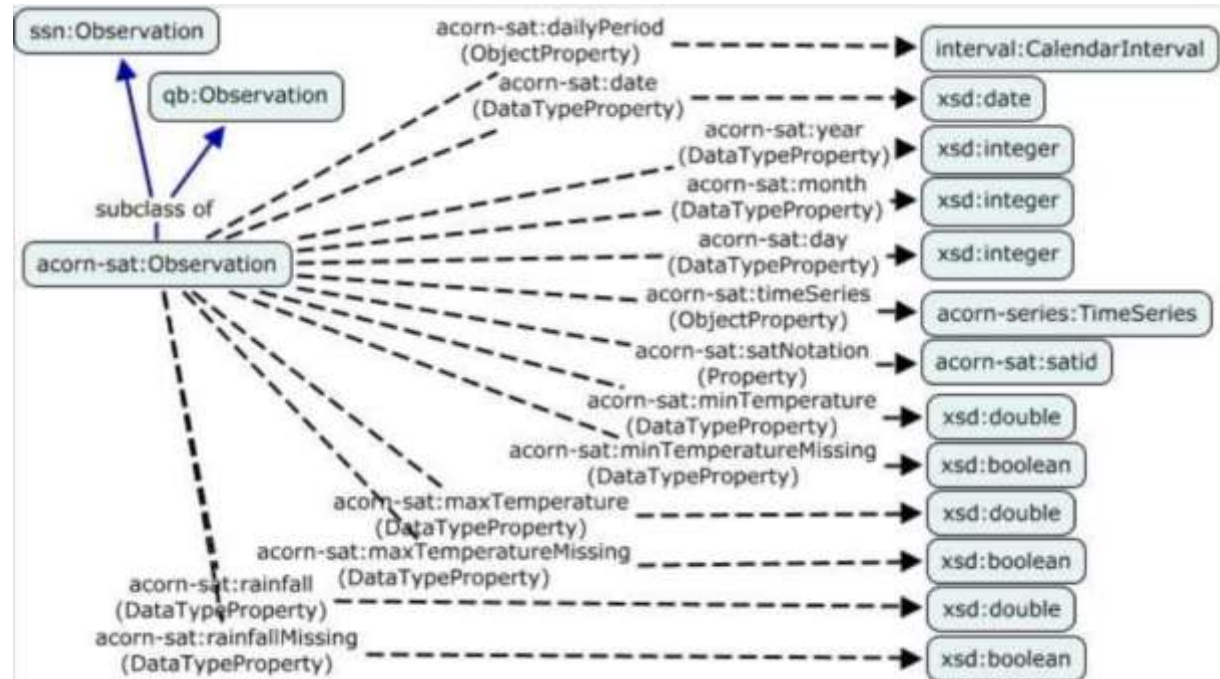 ssn:Observation
qb:Observation
subclass of
acorn-sat:Observation
acorn-sat:dailyPeriod
(ObjectProperty)
interval:CalendarInterval
acorn-sat:date
(DataTypeProperty)
xsd:date
acorn-sat:year
(DataTypeProperty)
xsd:integer
acorn-sat:month
(DataTypeProperty)
xsd:integer
acorn-sat:day
(DataTypeProperty)
xsd:integer
acorn-sat:timeSeries
(ObjectProperty)
acorn-series:TimeSeries
acorn-sat:satNotation
(Property)
acorn-sat:satid
acorn-sat:minTemperature
(DataTypeProperty)
xsd:double
acorn-sat:minTemperatureMissing
(DataTypeProperty)
xsd:boolean
acorn-sat:maxTemperature
(DataTypeProperty)
xsd:double
acorn-sat:maxTemperatureMissing
(DataTypeProperty)
xsd:boolean
acorn-sat:rainfall
(DataTypeProperty)
xsd:double
acorn-sat:rainfallMissing
(DataTypeProperty)
xsd:boolean